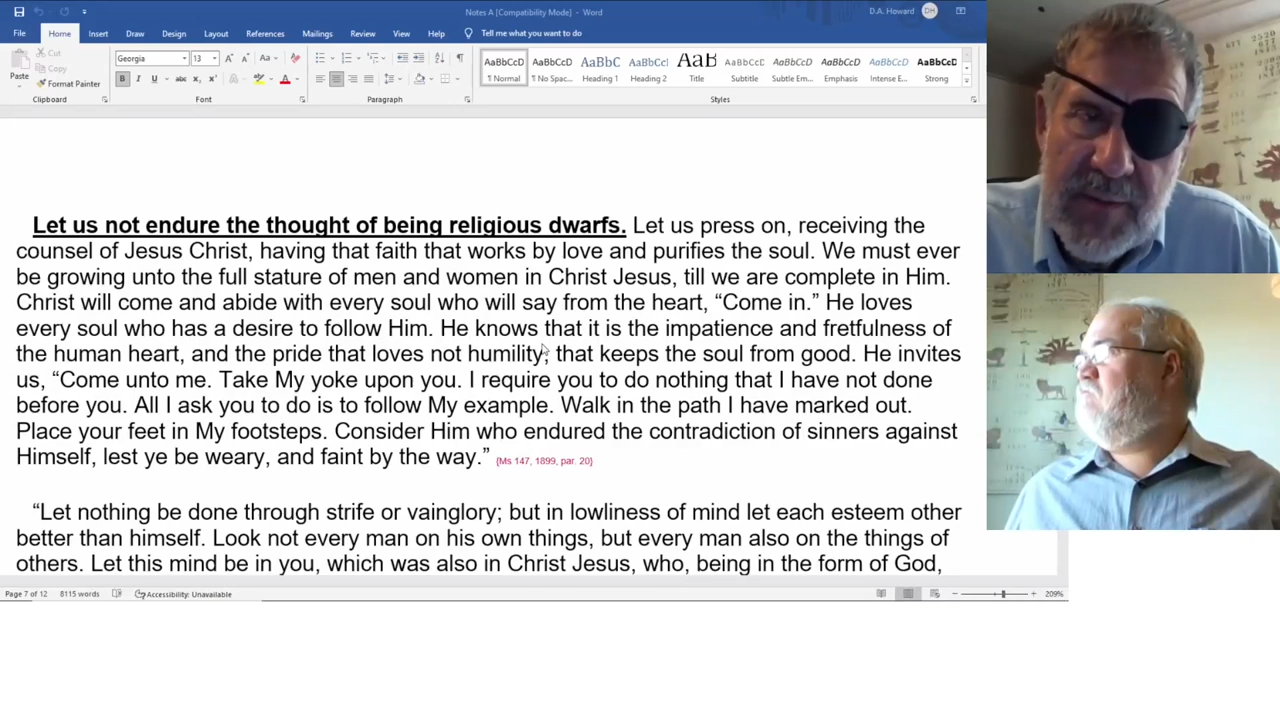 Notes A [Compatibility Mode] - Word
D.A. Howard DH
File Home Insert Draw Design Layout References Mailings Review View Help Tell me what you want to do
Paste Cut
Copy
Format Painter
Georgia 13
B I U abc
AaBbCcD AaBbCcD AaBbC AaBbCc AaB AaBbCcD AaBbCcD AaBbCcD AaBbCcD AaBbCcD
¶ Normal ¶ No Spac... Heading 1 Heading 2 Title Subtitle Subtle Em... Emphasis Intense E... Strong
Clipboard Font Paragraph Styles
Let us not endure the thought of being religious dwarfs. Let us press on, receiving the
counsel of Jesus Christ, having that faith that works by love and purifies the soul. We must ever
be growing unto the full stature of men and women in Christ Jesus, till we are complete in Him.
Christ will come and abide with every soul who will say from the heart, “Come in.” He loves
every soul who has a desire to follow Him. He knows that it is the impatience and fretfulness of
the human heart, and the pride that loves not humility, that keeps the soul from good. He invites
us, “Come unto me. Take My yoke upon you. I require you to do nothing that I have not done
before you. All I ask you to do is to follow My example. Walk in the path I have marked out.
Place your feet in My footsteps. Consider Him who endured the contradiction of sinners against
Himself, lest ye be weary, and faint by the way.” {Ms 147, 1899, par. 20}
“Let nothing be done through strife or vainglory; but in lowliness of mind let each esteem other
better than himself. Look not every man on his own things, but every man also on the things of
others. Let this mind be in you, which was also in Christ Jesus, who, being in the form of God,
Page 7 of 12 8115 words Accessibility: Unavailable 209%